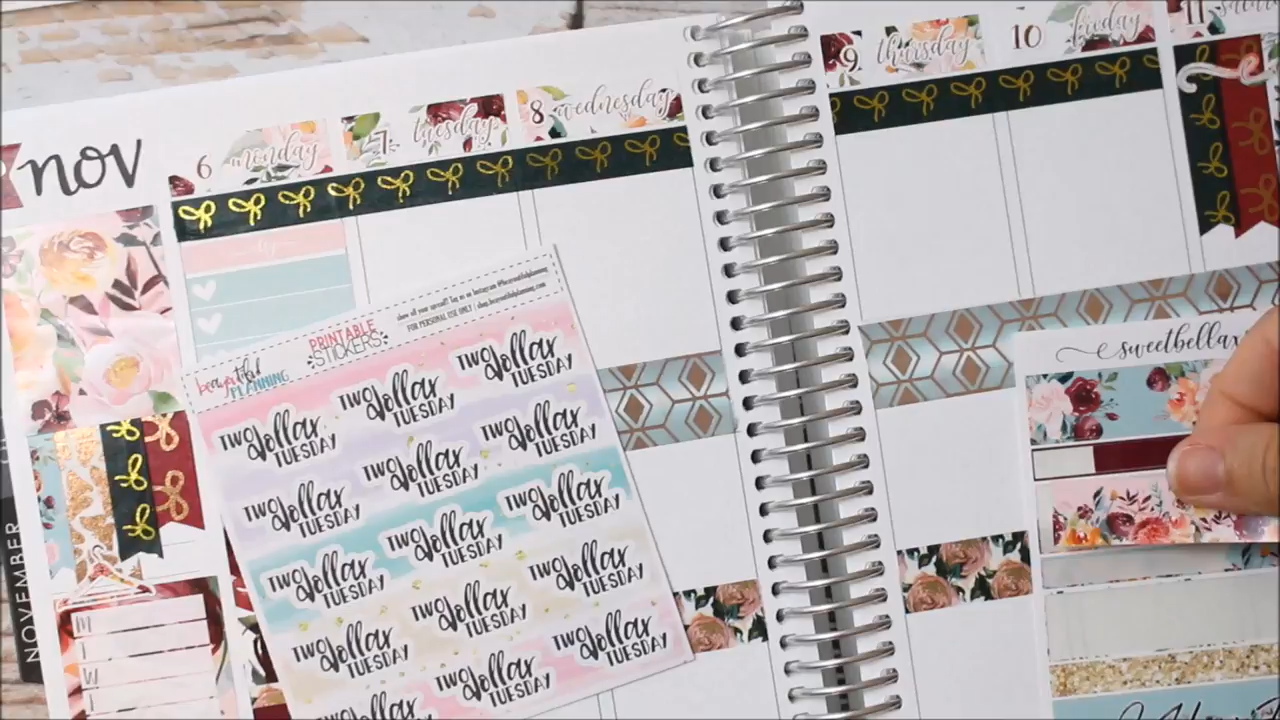 nov
6 monday
7 tuesday
8 wednesday
9 thursday
10 friday
11
NOVEMBER
M
T
W
beautiful PLANNING
PRINTABLE
STICKERS
FOR PERSONAL USE ONLY
TWO dollar TUESDAY
TWO dollar TUESDAY
TWO dollar TUESDAY
TWO dollar TUESDAY
TWO dollar TUESDAY
TWO dollar TUESDAY
TWO dollar TUESDAY
TWO dollar TUESDAY
TWO dollar TUESDAY
TWO dollar TUESDAY
TWO dollar TUESDAY
TWO dollar TUESDAY
TWO dollar TUESDAY
TWO dollar TUESDAY
sweetbella